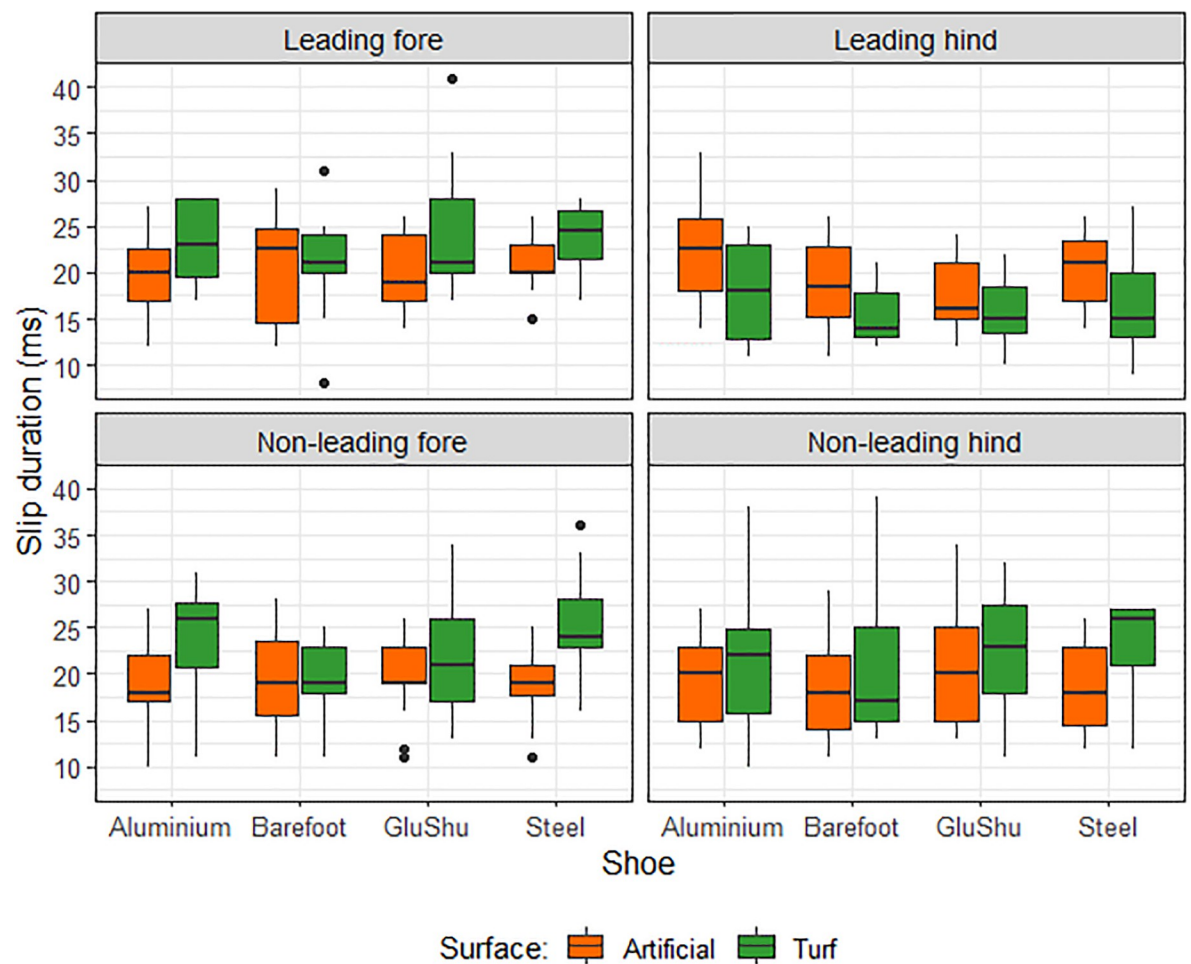 Leading fore
Leading hind
40
35
30
25
20
15
10
Non-leading fore
Non-leading hind
40
35
30
25
20
15
10
Slip duration (ms)
Aluminium Barefoot GluShu Steel
Aluminium Barefoot GluShu Steel
Shoe
Surface: Artificial Turf